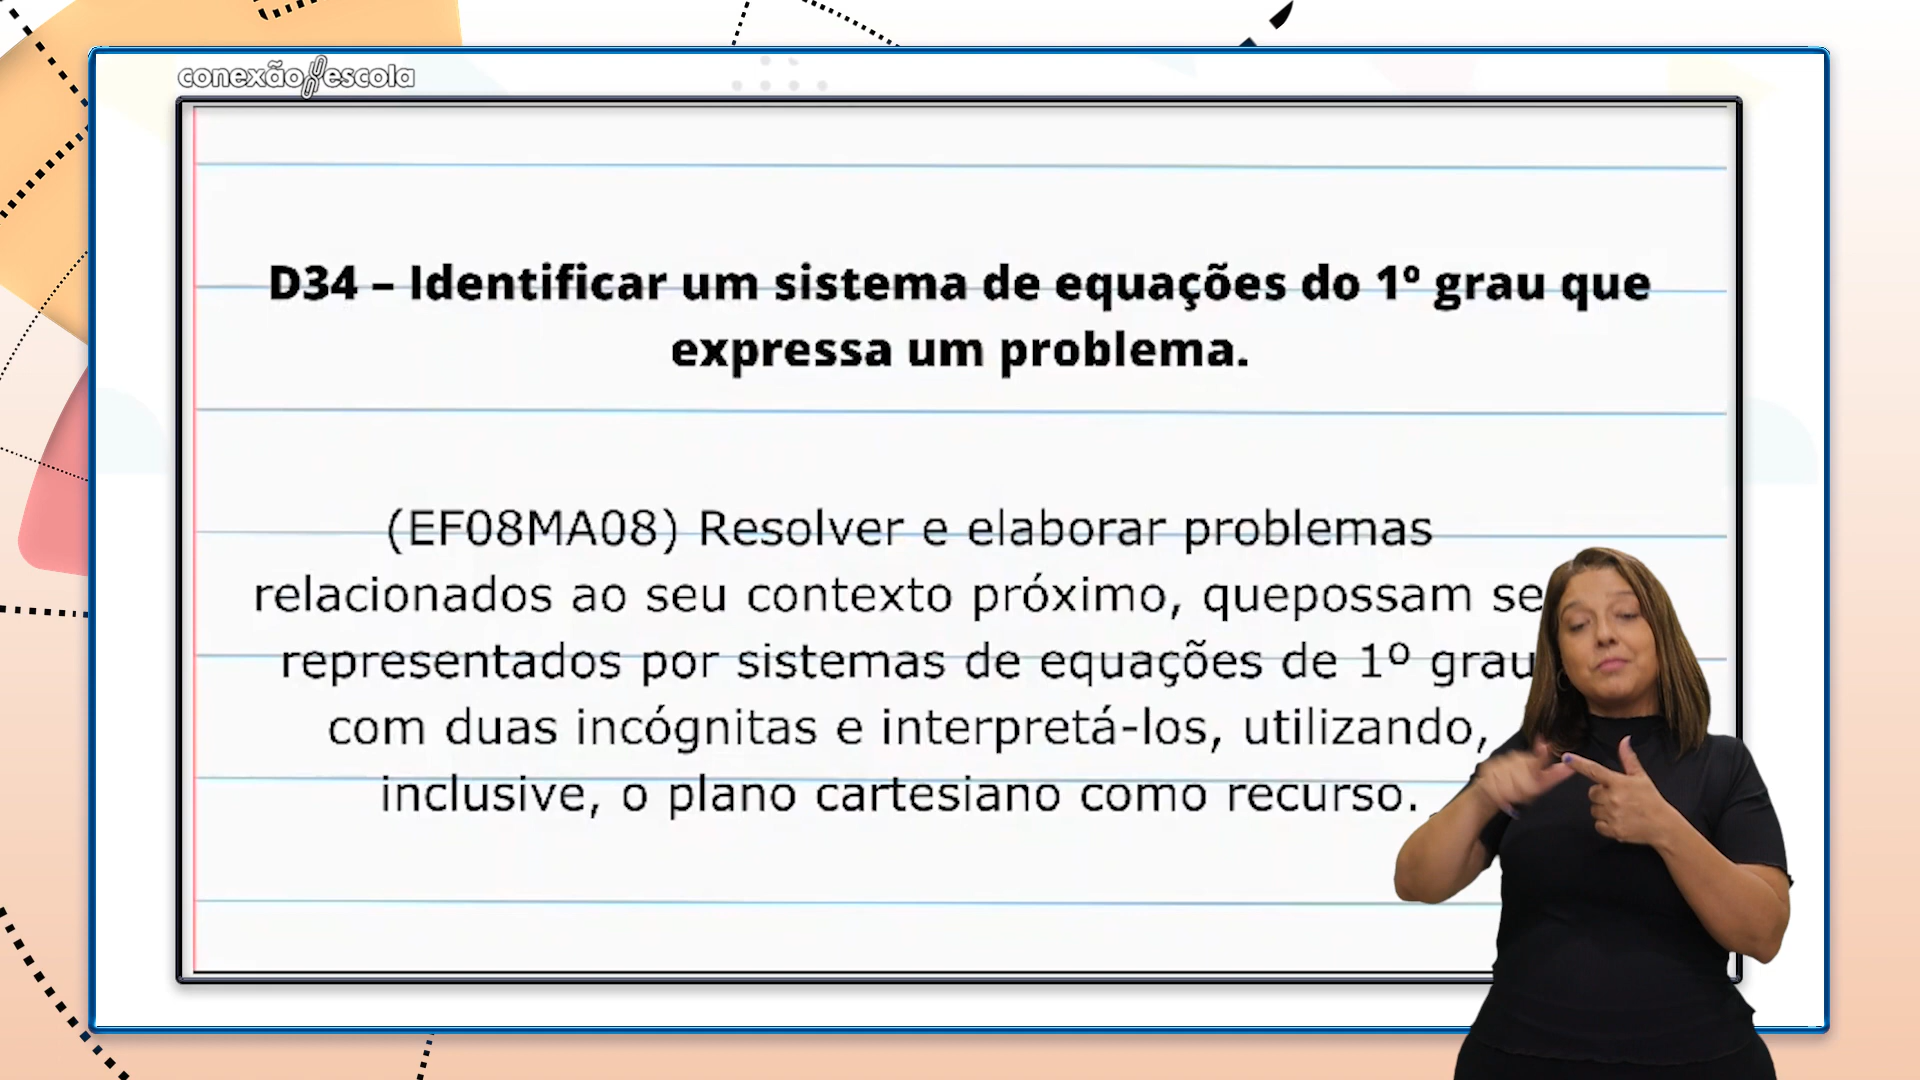 conexão escola
D34 – Identificar um sistema de equações do 1º grau que
expressa um problema.
(EF08MA08) Resolver e elaborar problemas
relacionados ao seu contexto próximo, quepossam se
representados por sistemas de equações de 1º grau
com duas incógnitas e interpretá-los, utilizando,
inclusive, o plano cartesiano como recurso.